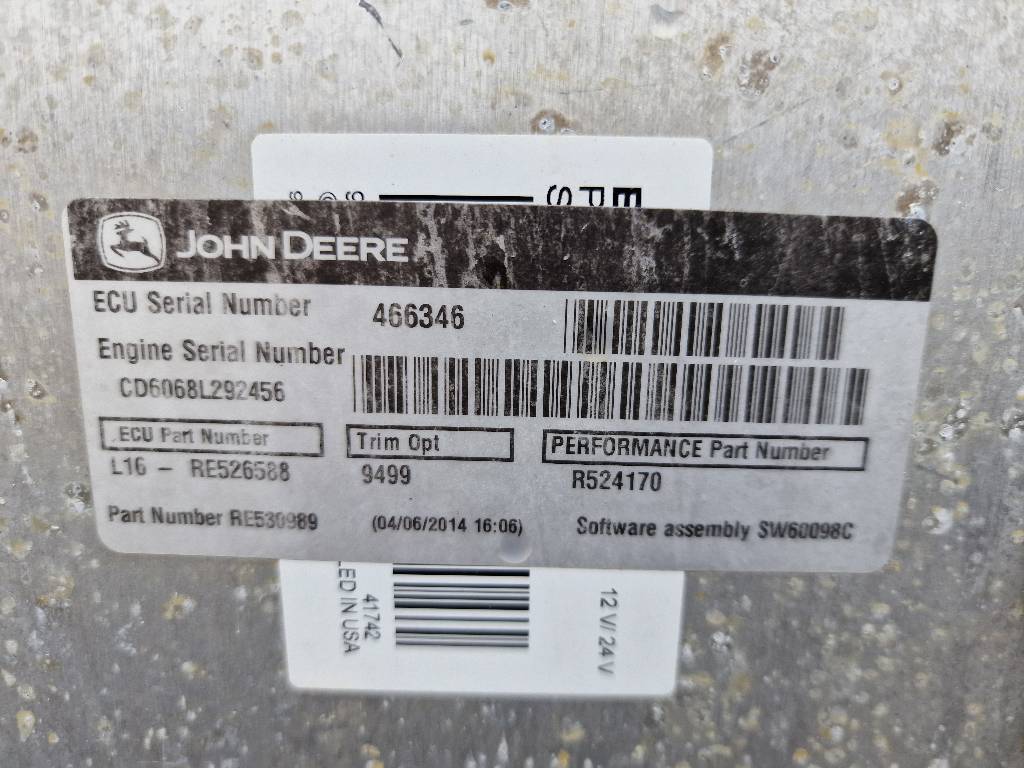 JOHN DEERE
ECU Serial Number 466346
Engine Serial Number
CD6068L292456
ECU Part Number Trim Opt PERFORMANCE Part Number
L16 - RE526588 9499 R524170
Part Number RE530989 (04/06/2014 16:06) Software assembly SW60098C
41742
LED IN USA
12 V/ 24 V